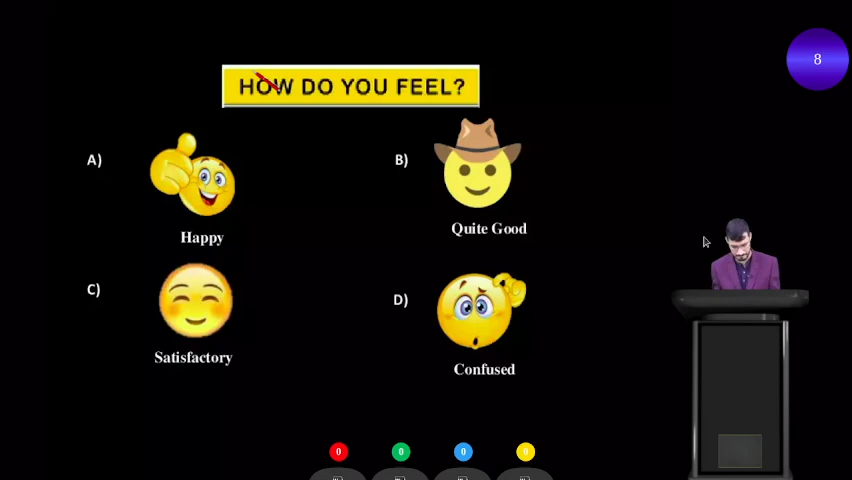 8
HOW DO YOU FEEL?
A)
B)
Happy
Quite Good
C)
D)
Satisfactory
Confused
0 0 0 0